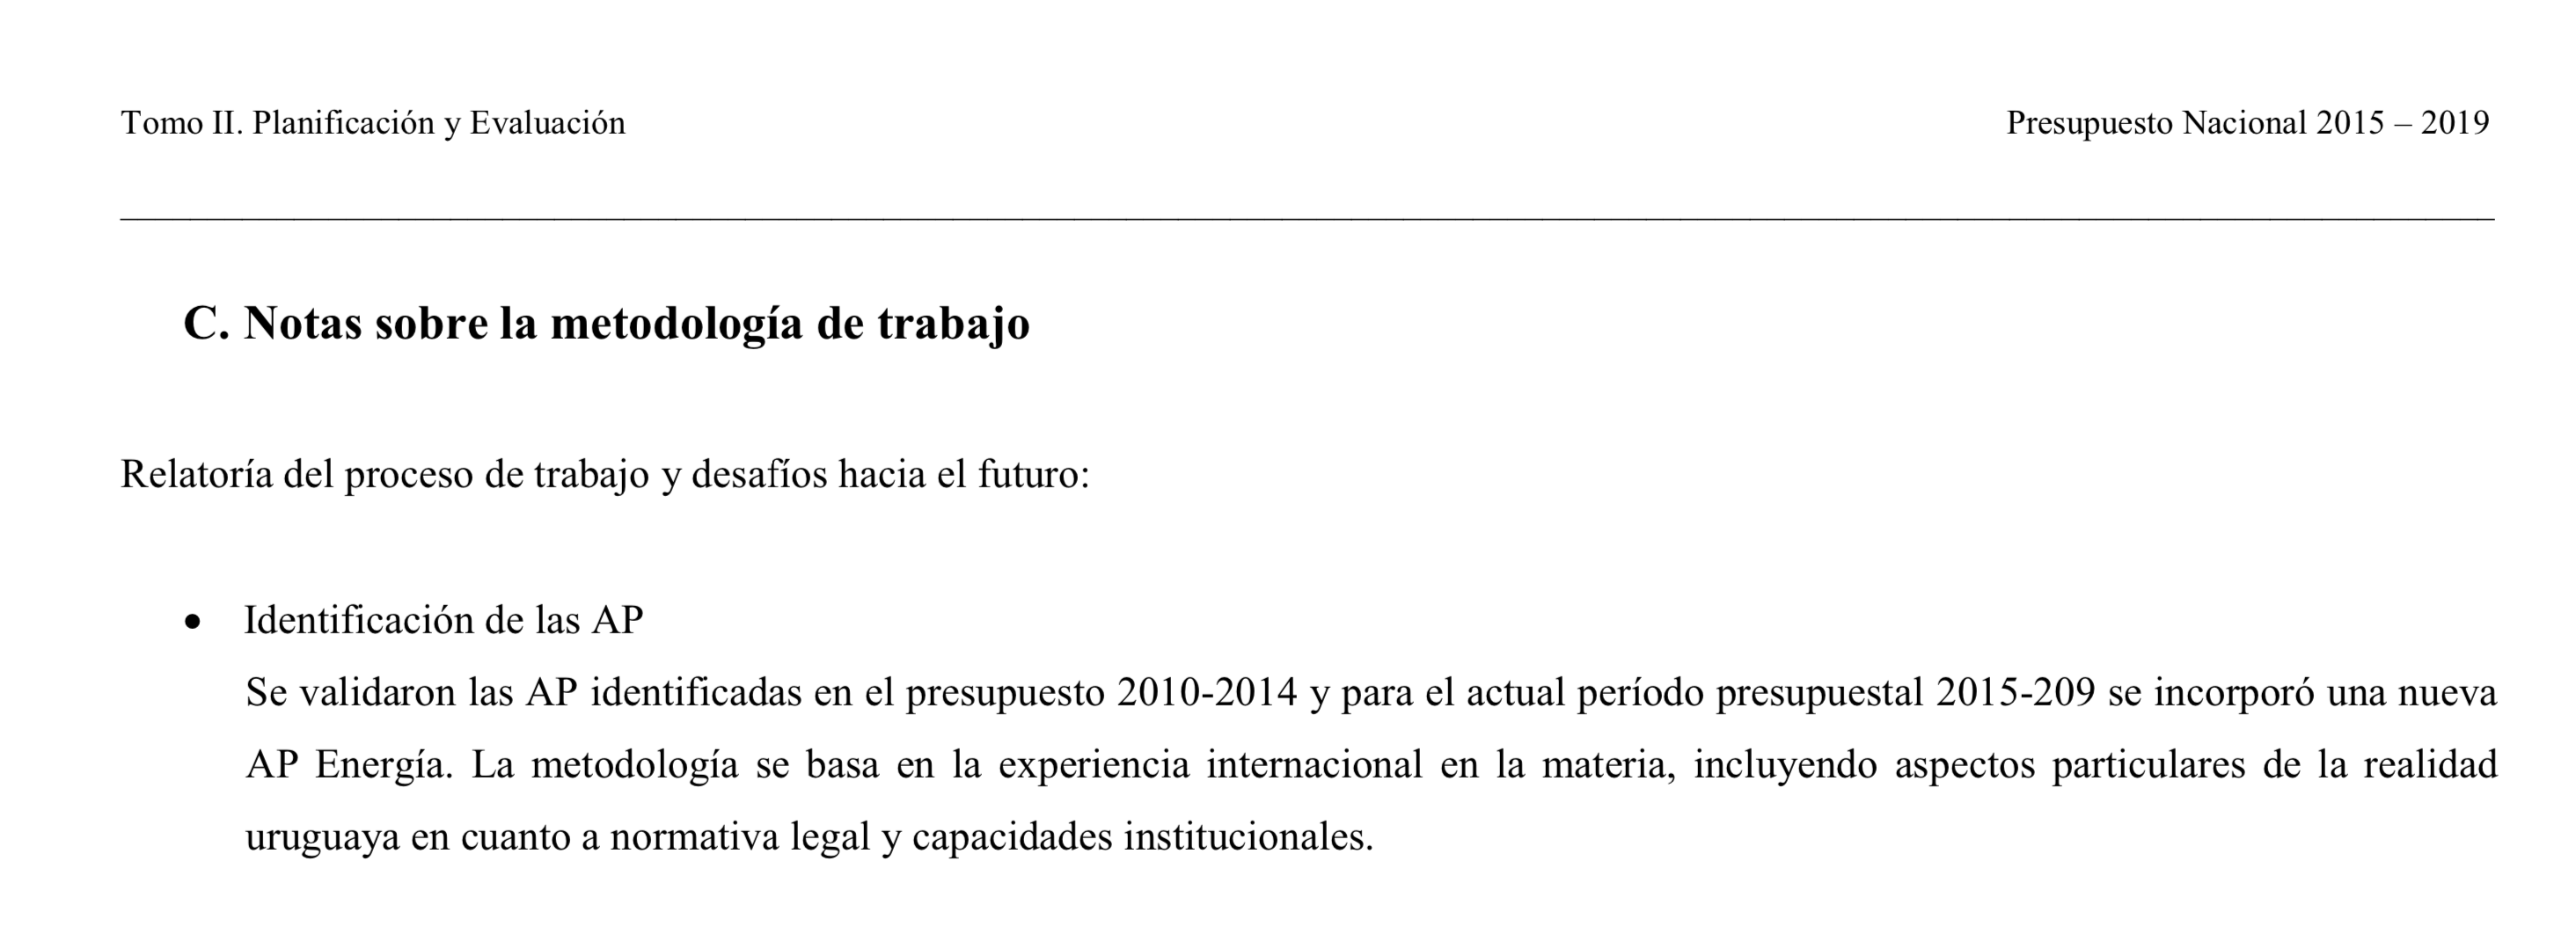 Tomo II. Planificación y Evaluación Presupuesto Nacional 2015 – 2019
C. Notas sobre la metodología de trabajo
Relatoría del proceso de trabajo y desafíos hacia el futuro:
• Identificación de las AP
Se validaron las AP identificadas en el presupuesto 2010-2014 y para el actual período presupuestal 2015-209 se incorporó una nueva
AP Energía. La metodología se basa en la experiencia internacional en la materia, incluyendo aspectos particulares de la realidad
uruguaya en cuanto a normativa legal y capacidades institucionales.